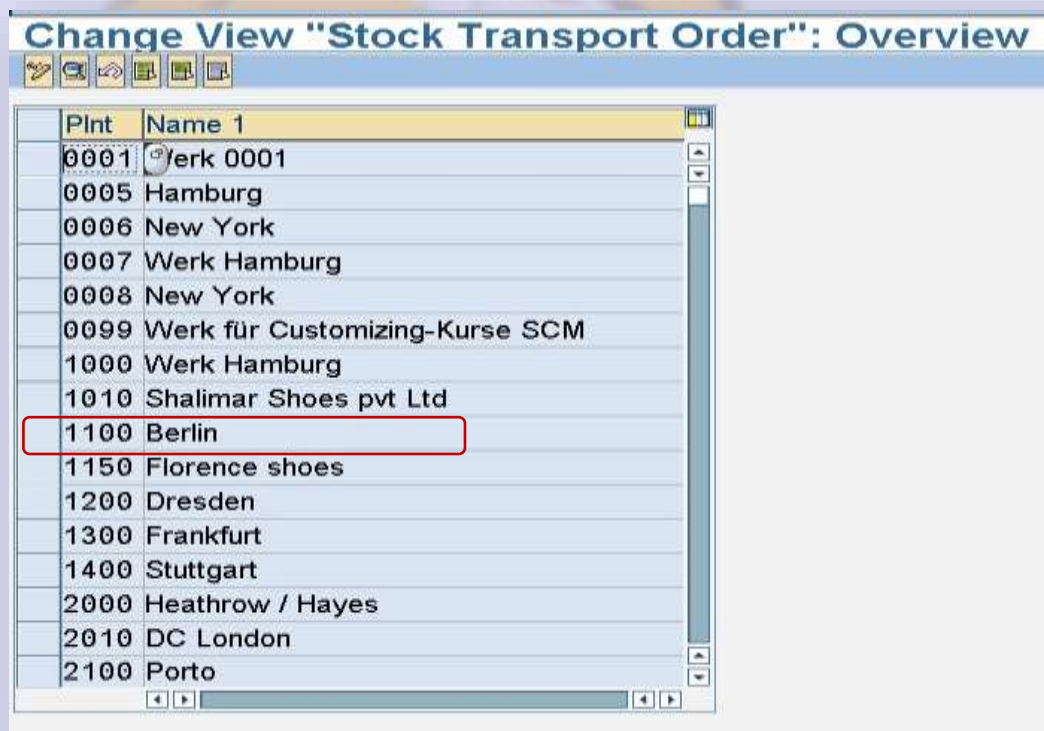 Change View "Stock Transport Order": Overview
Plnt Name 1
0001 Werk 0001
0005 Hamburg
0006 New York
0007 Werk Hamburg
0008 New York
0099 Werk für Customizing-Kurse SCM
1000 Werk Hamburg
1010 Shalimar Shoes pvt Ltd
1100 Berlin
1150 Florence shoes
1200 Dresden
1300 Frankfurt
1400 Stuttgart
2000 Heathrow / Hayes
2010 DC London
2100 Porto